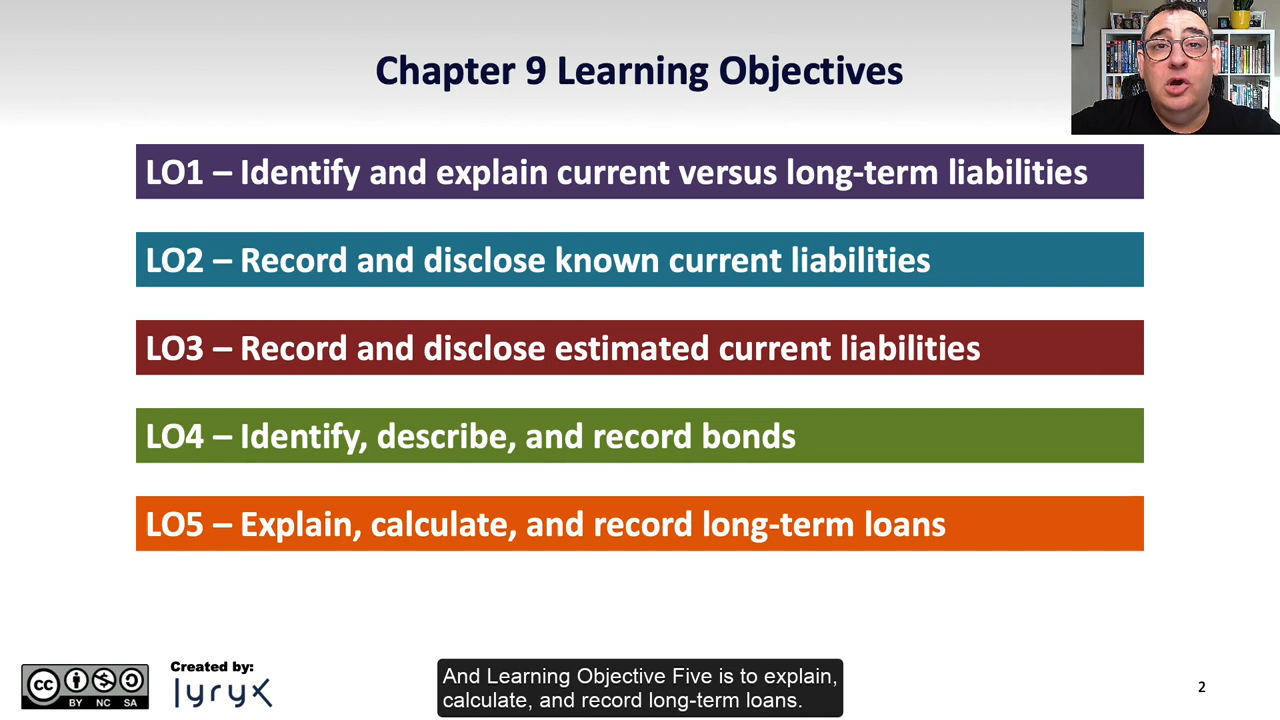 Chapter 9 Learning Objectives
LO1 – Identify and explain current versus long-term liabilities
LO2 – Record and disclose known current liabilities
LO3 – Record and disclose estimated current liabilities
LO4 – Identify, describe, and record bonds
LO5 – Explain, calculate, and record long-term loans
cc
BY NC SA
Created by:
lyryx
And Learning Objective Five is to explain,
calculate, and record long-term loans.
2